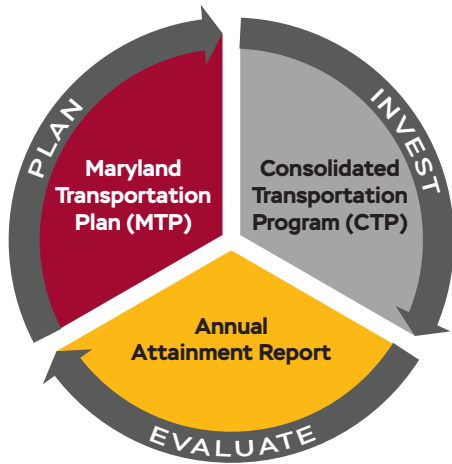 PLAN
Maryland
Transportation
Plan (MTP)
INVEST
Consolidated
Transportation
Program (CTP)
Annual
Attainment Report
EVALUATE